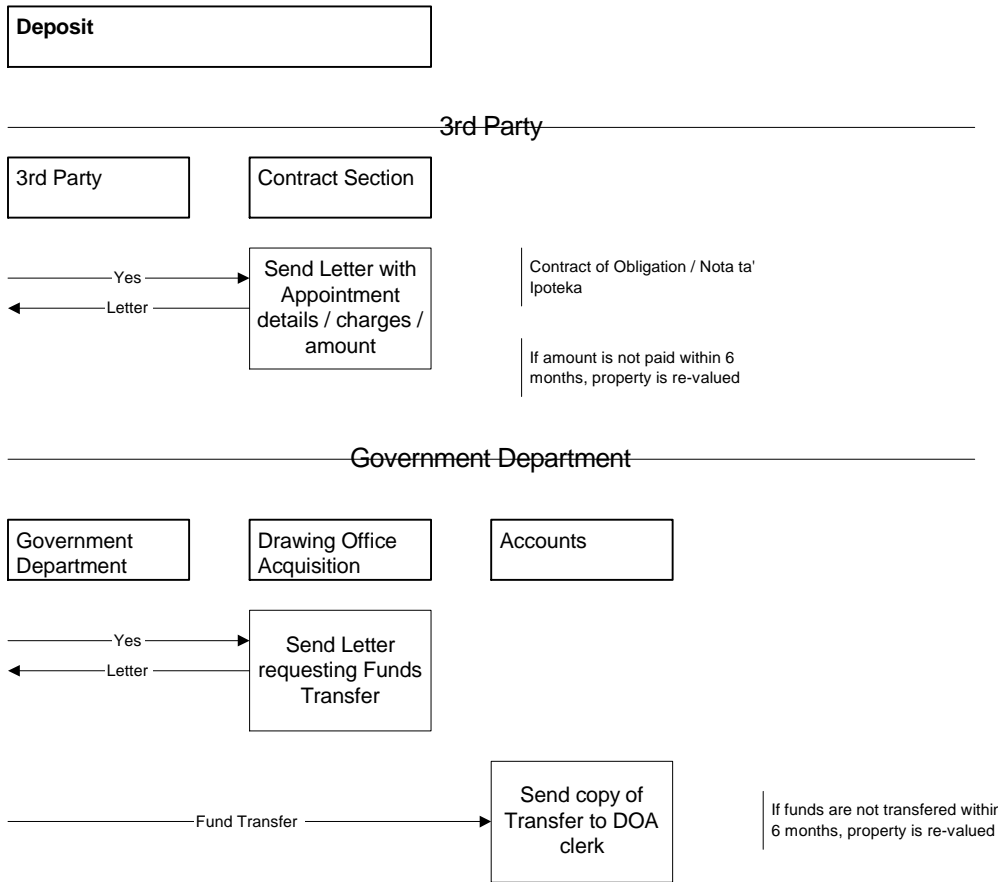 Deposit
3rd Party
3rd Party
Contract Section
Yes
Letter
Send Letter with
Appointment
details / charges /
amount
Contract of Obligation / Nota ta'
Ipoteka
If amount is not paid within 6
months, property is re-valued
Government Department
Government
Department
Drawing Office
Acquisition
Accounts
Yes
Letter
Send Letter
requesting Funds
Transfer
Fund Transfer
Send copy of
Transfer to DOA
clerk
If funds are not transfered within
6 months, property is re-valued